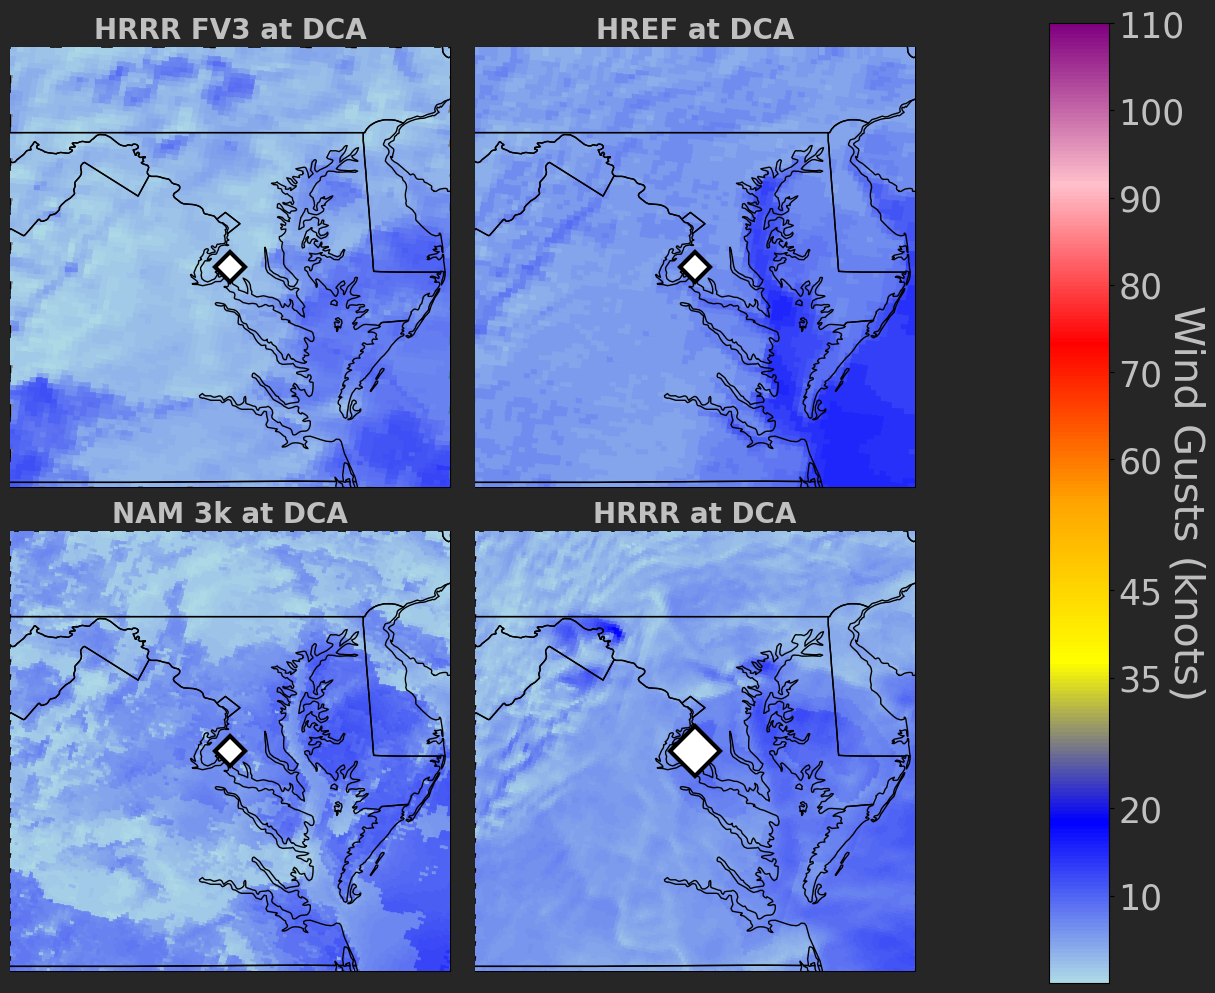 HRRR FV3 at DCA
HREF at DCA
NAM 3k at DCA
HRRR at DCA
110
100
90
80
70
60
45
35
20
10
Wind Gusts (knots)